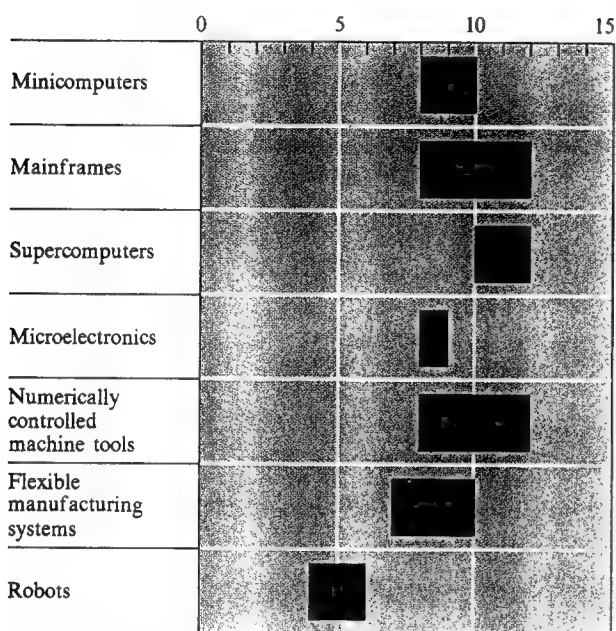 0 5 10 15
Minicomputers
Mainframes
Supercomputers
Microelectronics
Numerically
controlled
machine tools
Flexible
manufacturing
systems
Robots